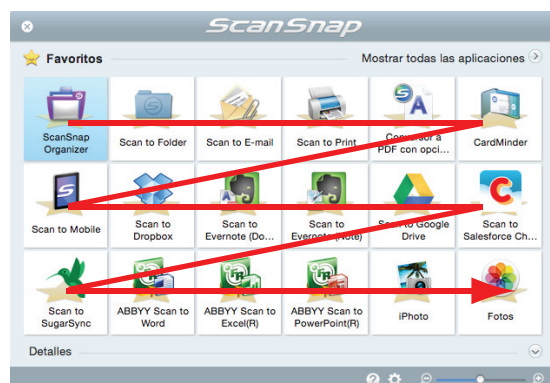 ScanSnap
Favoritos
Mostrar todas las aplicaciones
ScanSnap
Organizer
Scan to Folder
Scan to E-mail
Scan to Print
Conversor a
PDF con opci...
CardMinder
Scan to Mobile
Scan to
Dropbox
Scan to
Evernote (Do...
Scan to
Evernote (Note)
Scan to Google
Drive
Scan to
Salesforce Ch...
Scan to
SugarSync
ABBYY Scan to
Word
ABBYY Scan to
Excel(R)
ABBYY Scan to
PowerPoint(R)
iPhoto
Fotos
Detalles